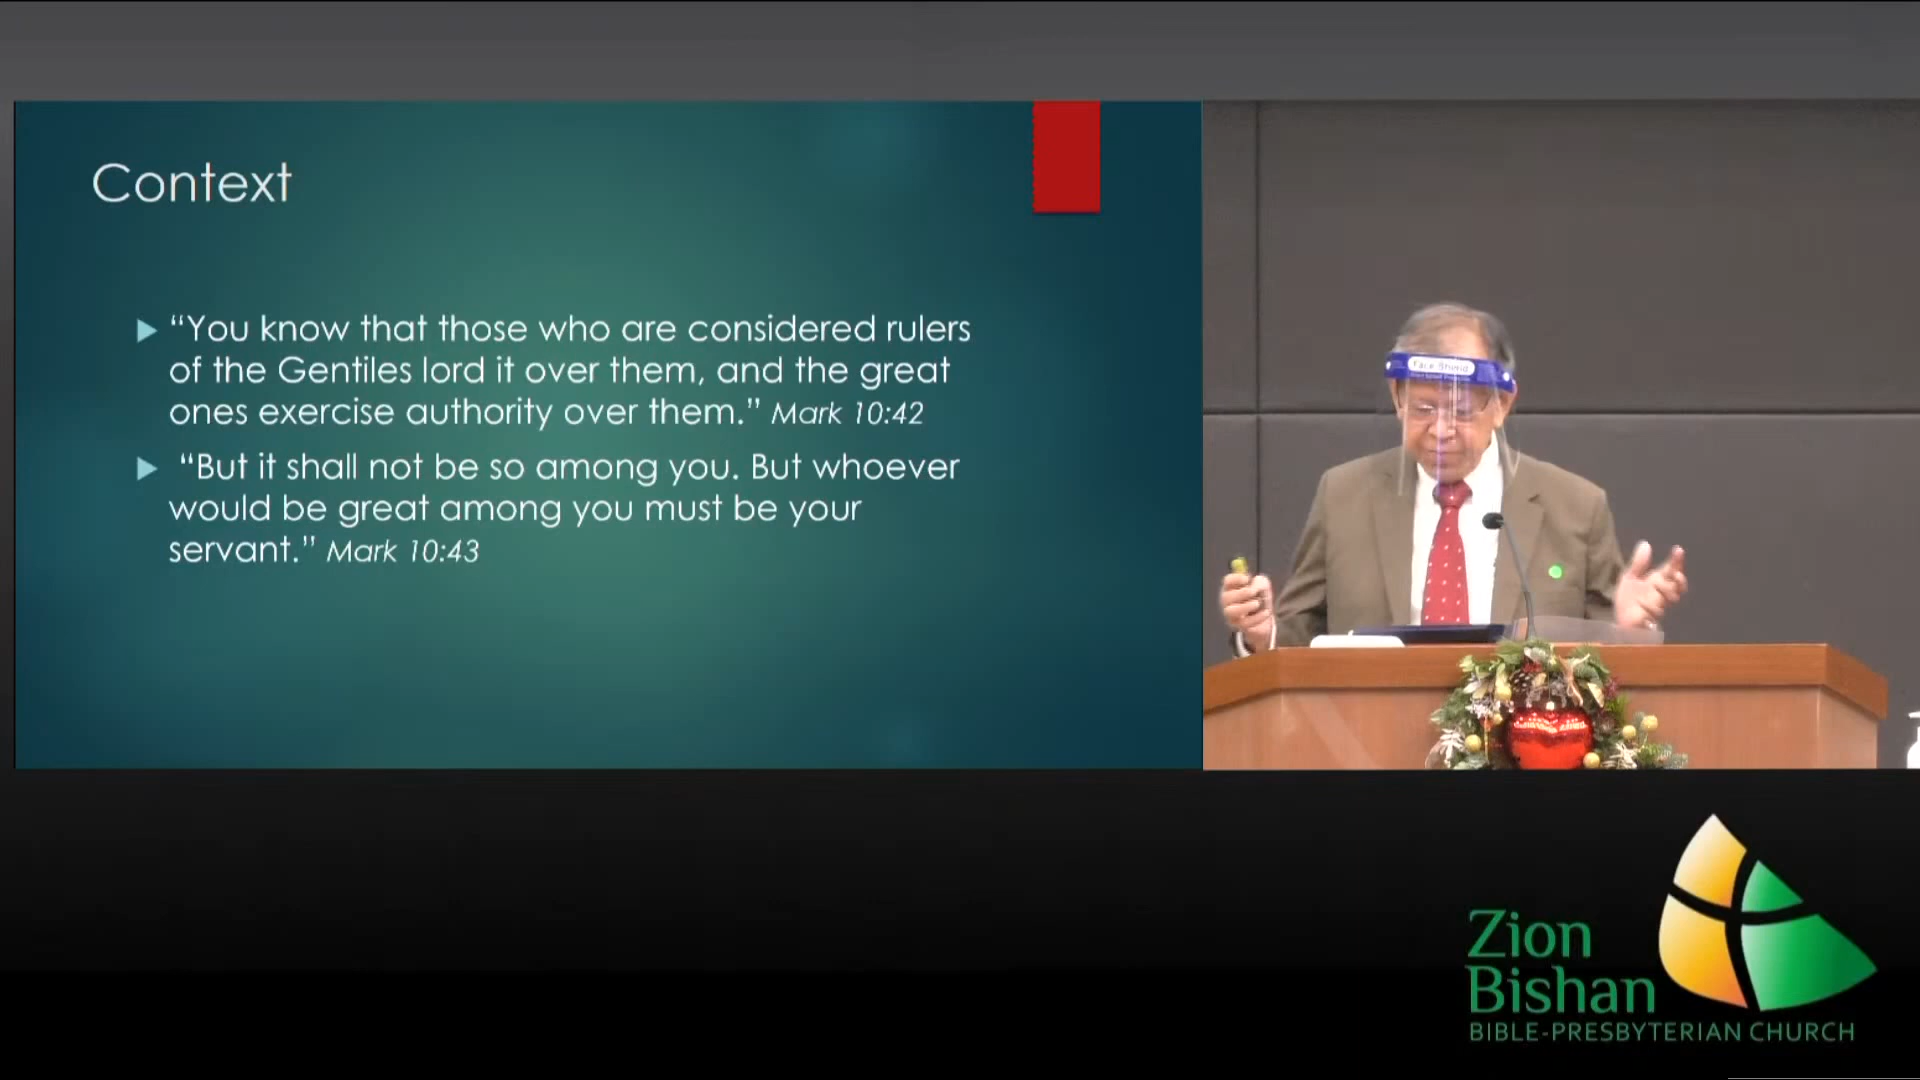 Context
“You know that those who are considered rulers
of the Gentiles lord it over them, and the great
ones exercise authority over them.” Mark 10:42
“But it shall not be so among you. But whoever
would be great among you must be your
servant.” Mark 10:43
Face Shield
Zion
Bishan
BIBLE-PRESBYTERIAN CHURCH